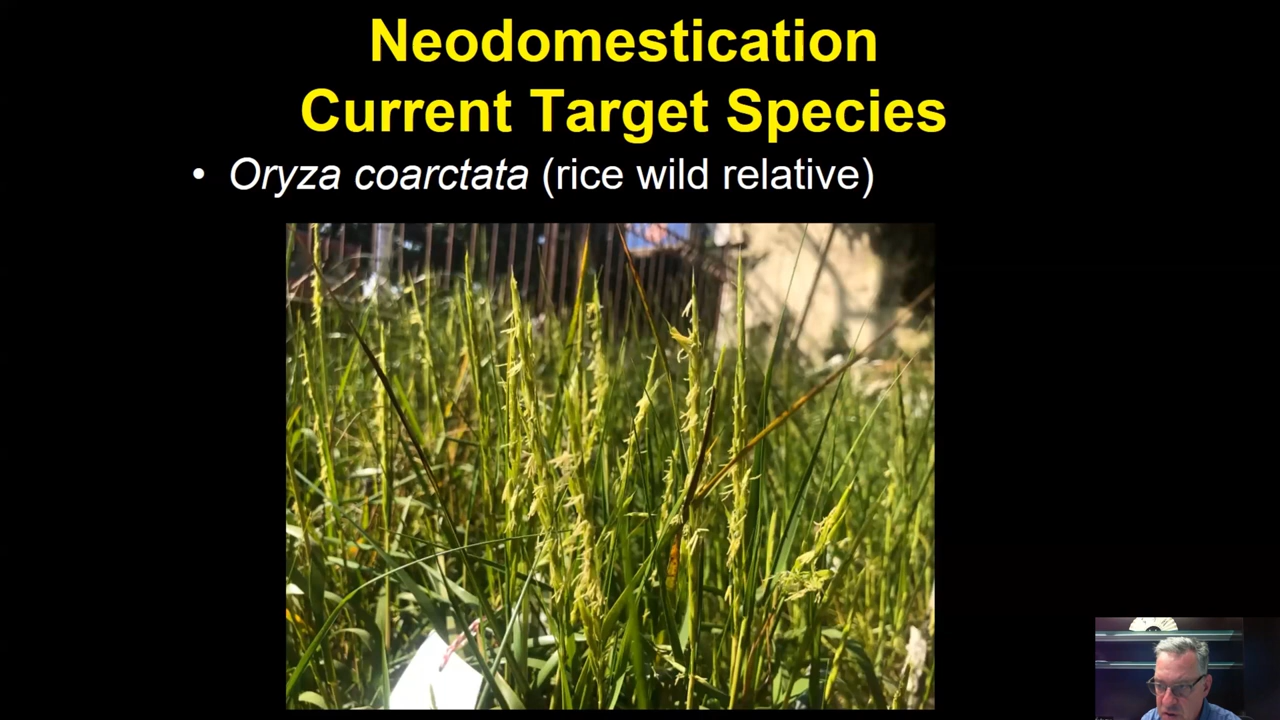 Neodomestication
Current Target Species
• Oryza coarctata (rice wild relative)